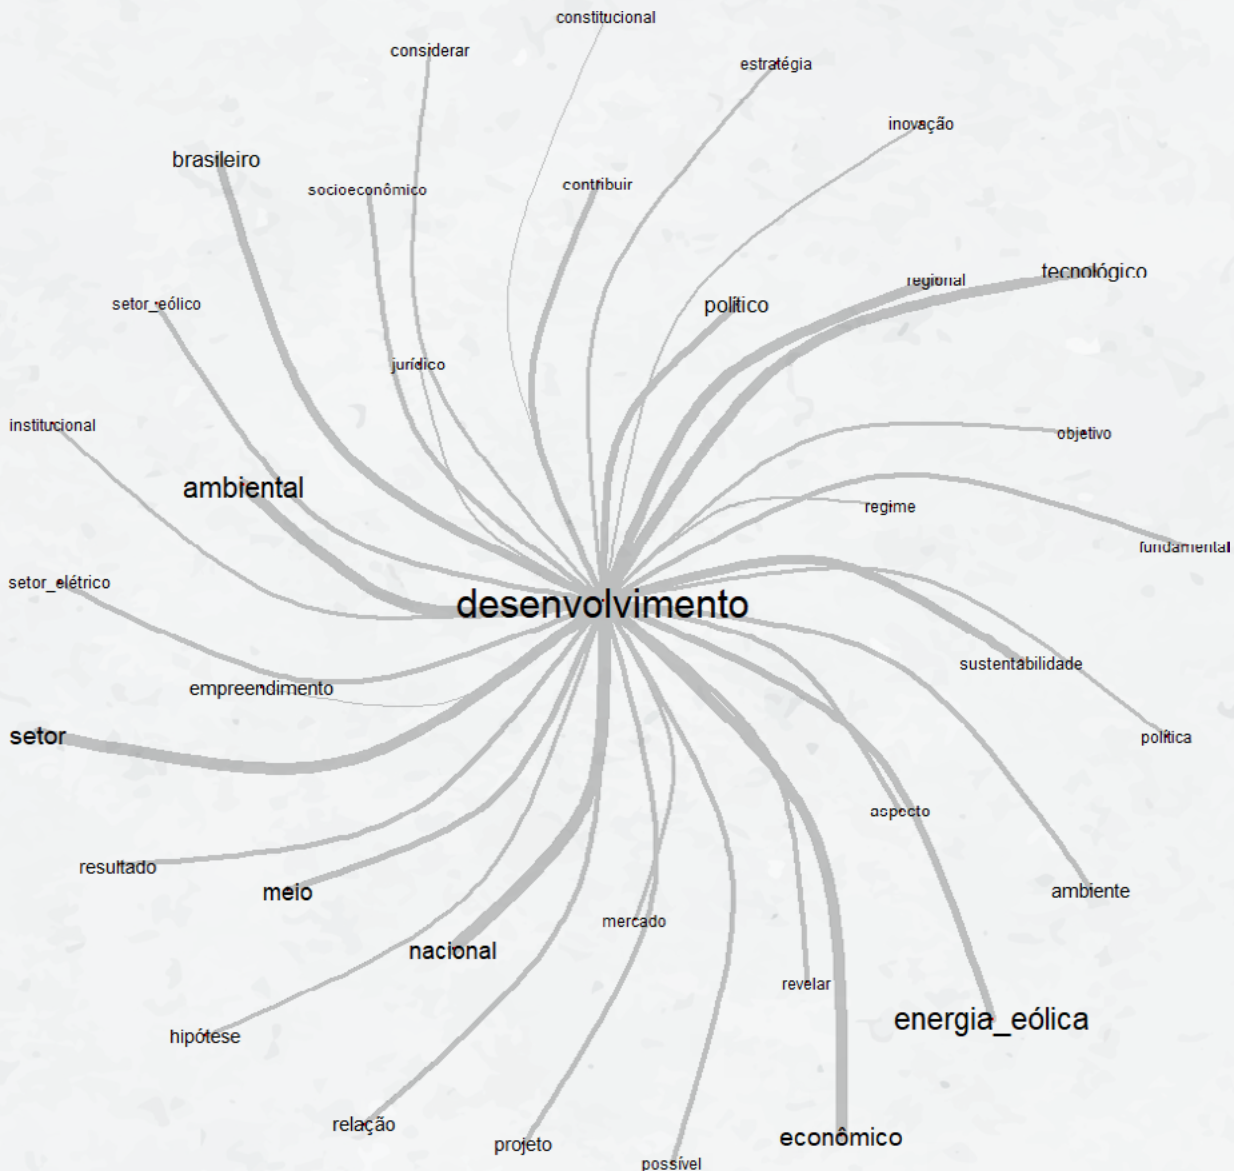 constitucional
considerar
estratégia
inovação
brasileiro
socioeconômico
contribuir
tecnológico
regional
setor_eólico
político
jurídico
institucional
objetivo
ambiental
regime
fundamental
setor_elétrico
desenvolvimento
sustentabilidade
empreendimento
setor
política
aspecto
resultado
meio
ambiente
mercado
nacional
revelar
energia_eólica
hipótese
relação
projeto
econômico
possível